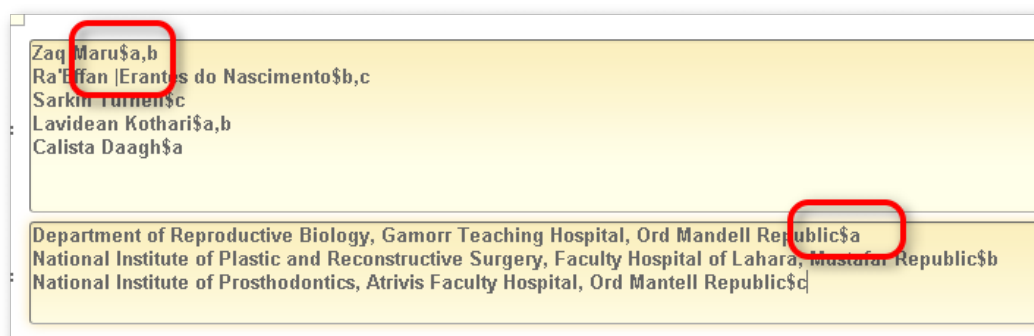 Zaq Maru$a,b
Ra'Effan |Erantes do Nascimento$b,c
Sarkin Turnen$c
Lavidean Kothari$a,b
Calista Daagh$a
Department of Reproductive Biology, Gamorr Teaching Hospital, Ord Mandell Republic$a
National Institute of Plastic and Reconstructive Surgery, Faculty Hospital of Lahara, Mustafar Republic$b
National Institute of Prosthodontics, Atrivis Faculty Hospital, Ord Mantell Republic$c